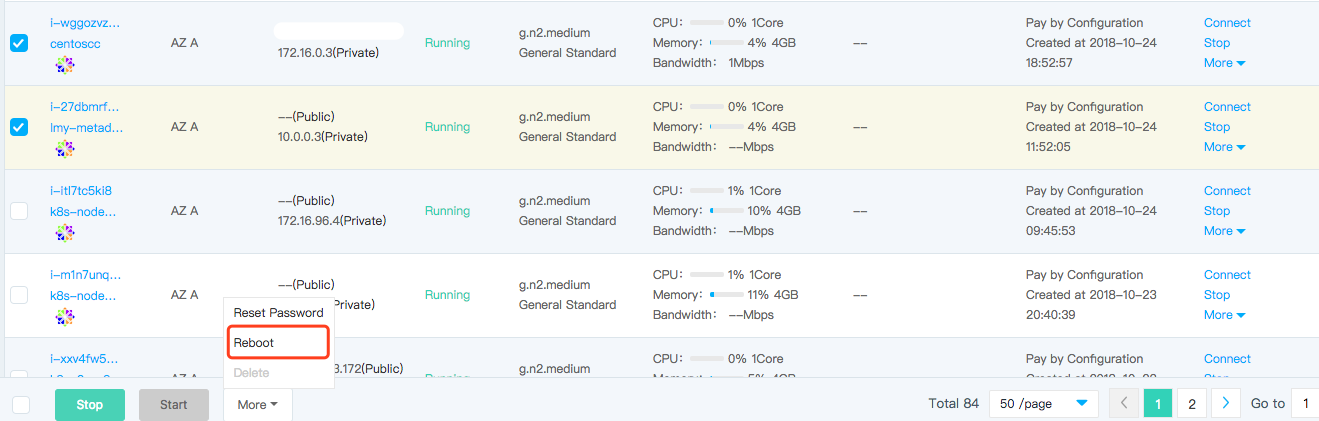 i-wggozvz...
centoscc
AZ A
172.16.0.3(Private)
Running
g.n2.medium
General Standard
CPU: 0% 1Core
Memory: 4% 4GB
Bandwidth: 1Mbps
--
Pay by Configuration
Created at 2018-10-24
18:52:57
Connect
Stop
More
i-27dbmrf...
lmy-metad...
AZ A
--(Public)
10.0.0.3(Private)
Running
g.n2.medium
General Standard
CPU: 0% 1Core
Memory: 4% 4GB
Bandwidth: --Mbps
--
Pay by Configuration
Created at 2018-10-24
11:52:05
Connect
Stop
More
i-itl7tc5ki8
k8s-node...
AZ A
--(Public)
172.16.96.4(Private)
Running
g.n2.medium
General Standard
CPU: 1% 1Core
Memory: 10% 4GB
Bandwidth: --Mbps
--
Pay by Configuration
Created at 2018-10-24
09:45:53
Connect
Stop
More
i-m1n7unq...
k8s-node...
AZ A
--(Public)
Private)
Running
g.n2.medium
General Standard
CPU: 1% 1Core
Memory: 11% 4GB
Bandwidth: --Mbps
--
Pay by Configuration
Created at 2018-10-23
20:40:39
Connect
Stop
More
Reset Password
Reboot
Delete
i-xxv4fw5...
AZ A
3.172(Public)
Running
g.n2.medium
CPU: 0% 1Core
Memory: 5% 4GB
Pay by Configuration
Connect
Stop
Stop
Start
More
Total 84
50 /page
1
2
Go to
1